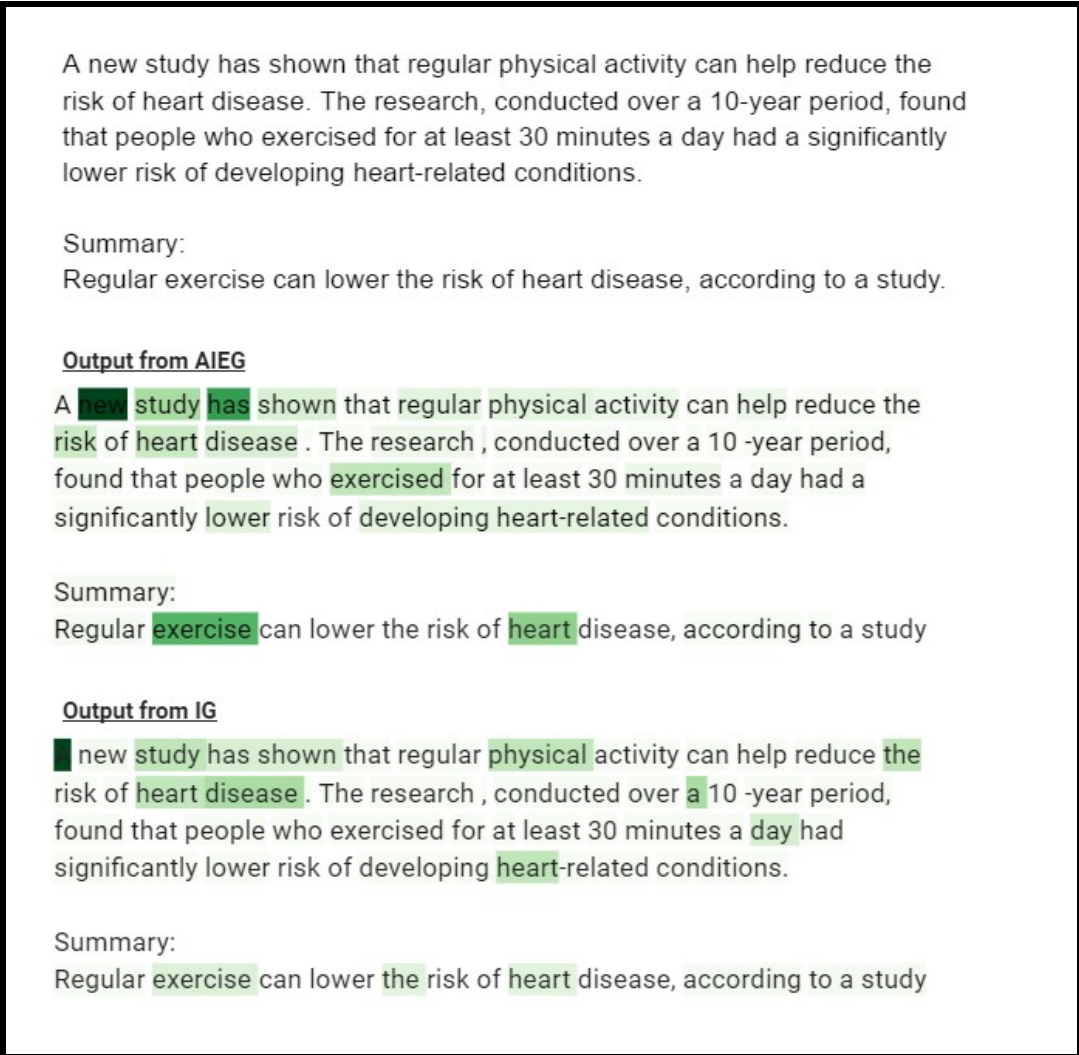 A new study has shown that regular physical activity can help reduce the
risk of heart disease. The research, conducted over a 10-year period, found
that people who exercised for at least 30 minutes a day had a significantly
lower risk of developing heart-related conditions.
Summary:
Regular exercise can lower the risk of heart disease, according to a study.
Output from AIEG
A new study has shown that regular physical activity can help reduce the
risk of heart disease . The research , conducted over a 10 -year period,
found that people who exercised for at least 30 minutes a day had a
significantly lower risk of developing heart-related conditions.
Summary:
Regular exercise can lower the risk of heart disease, according to a study
Output from IG
A new study has shown that regular physical activity can help reduce the
risk of heart disease . The research , conducted over a 10 -year period,
found that people who exercised for at least 30 minutes a day had
significantly lower risk of developing heart-related conditions.
Summary:
Regular exercise can lower the risk of heart disease, according to a study